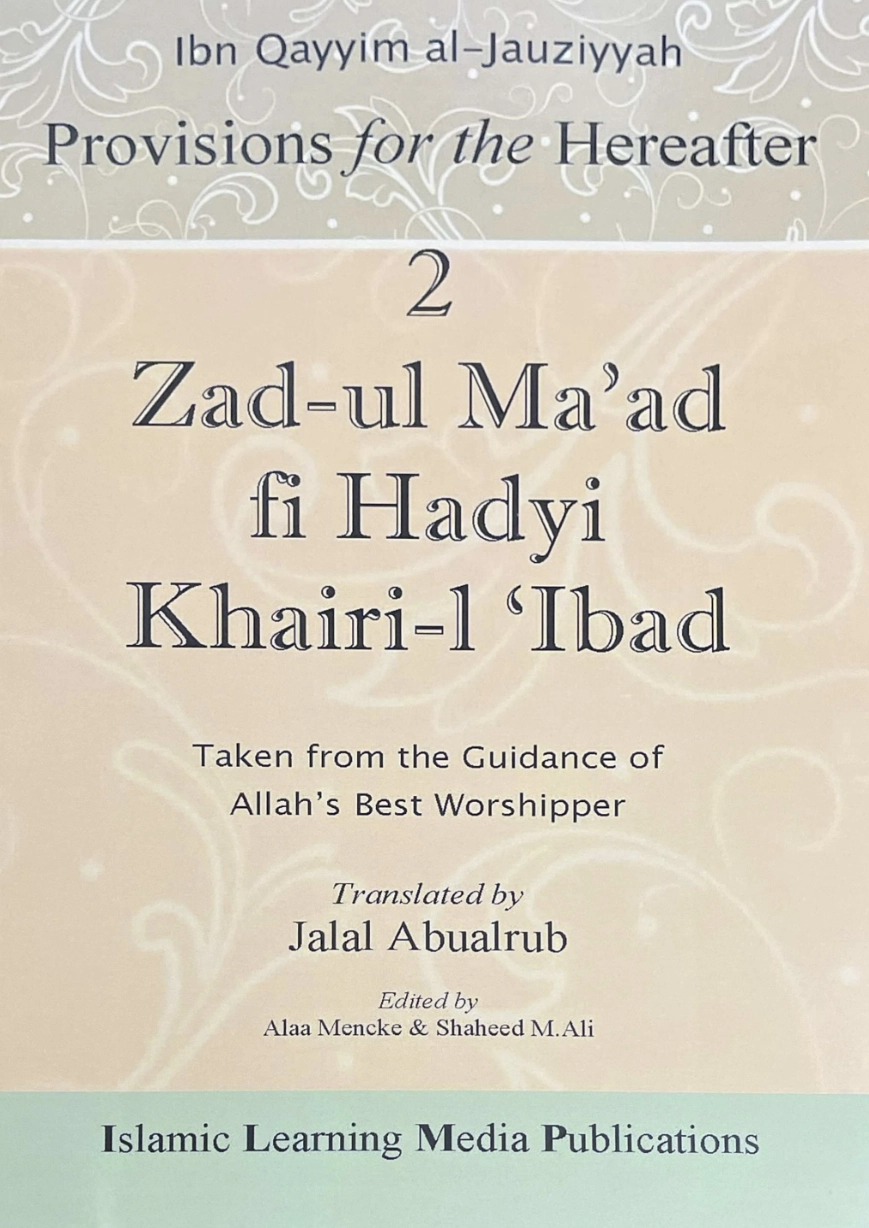 Ibn Qayyim al-Jauziyyah
Provisions for the Hereafter
2
Zad-ul Ma’ad
fi Hadyi
Khairi-l ‘Ibad
Taken from the Guidance of
Allah’s Best Worshipper
Translated by
Jalal Abualrub
Edited by
Alaa Mencke & Shaheed M.Ali
Islamic Learning Media Publications